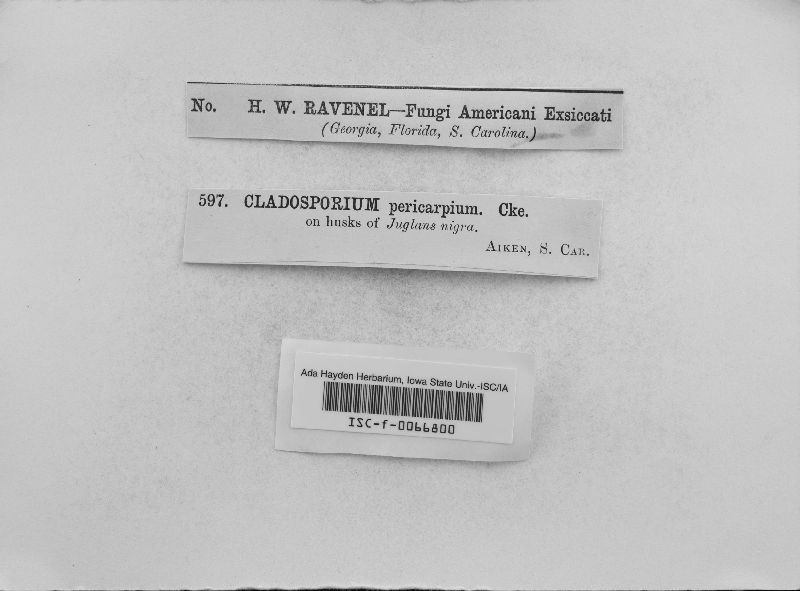 No. H. W. RAVENEL—Fungi Americani Exsiccati
(Georgia, Florida, S. Carolina.)
597. CLADOSPORIUM pericarpium. Cke.
on husks of Juglans nigra.
AIKEN, S. CAR.
Ada Hayden Herbarium, Iowa State Univ.-ISC/IA
ISC-f-0066800